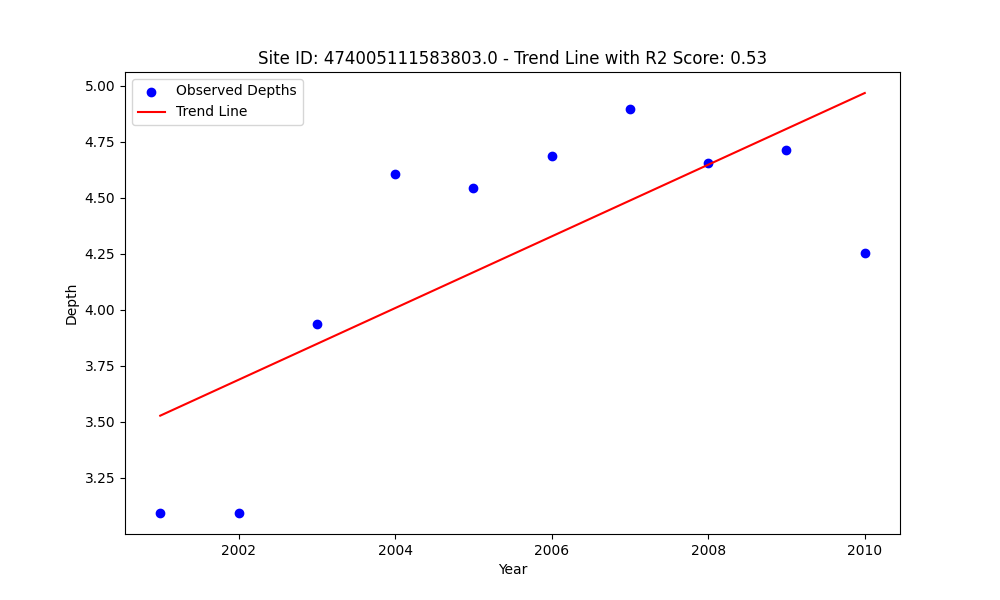 Site ID: 474005111583803.0 - Trend Line with R2 Score: 0.53
Observed Depths
Trend Line
5.00
4.75
4.50
4.25
4.00
3.75
3.50
3.25
Depth
2002
2004
2006
2008
2010
Year